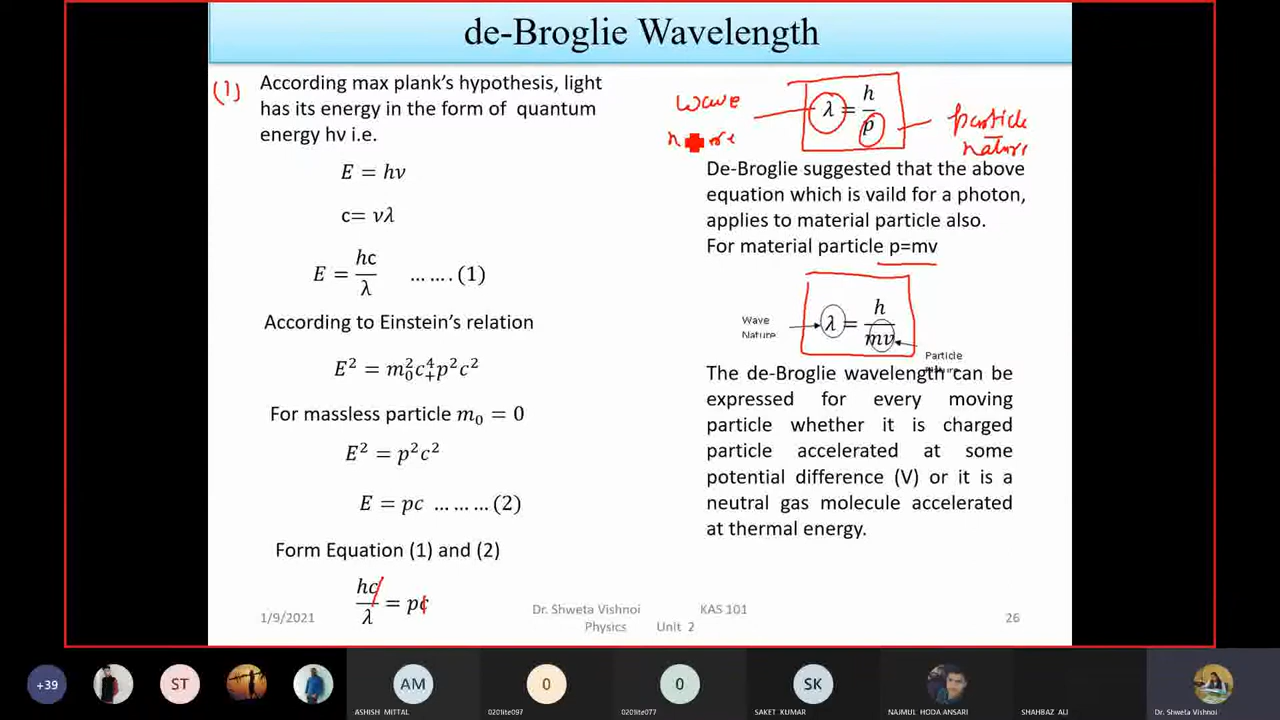 de-Broglie Wavelength
(1)
According max plank's hypothesis, light
has its energy in the form of quantum
energy hν i.e.
E = hν
c= νλ
E = hc/λ ... ... . (1)
According to Einstein's relation
E² = m₀²c⁴₊p²c²
For massless particle m₀ = 0
E² = p²c²
E = pc ... ... ... (2)
Form Equation (1) and (2)
hc/λ = pc
wave
λ = h/p
particle
nature
De-Broglie suggested that the above
equation which is vaild for a photon,
applies to material particle also.
For material particle p=mv
Wave
Nature
λ = h/mv
Particle
The de-Broglie wavelength can be
expressed for every moving
particle whether it is charged
particle accelerated at some
potential difference (V) or it is a
neutral gas molecule accelerated
at thermal energy.
1/9/2021
Dr. Shweta Vishnoi KAS 101
Physics Unit 2
26
+39
ST
AM
0
0
SK
ASHISH MITTAL
0201ite097
0201ite077
SAKET KUMAR
NAJMUL HODA ANSARI
SHAHBAZ ALI
Dr. Shweta Vishnoi